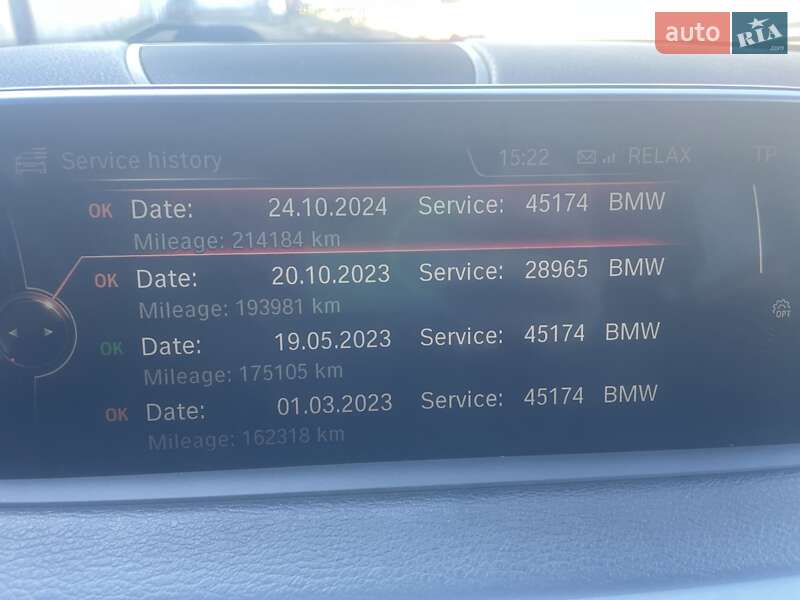 auto RIA .com
Service history 15:22 RELAX TP
OK Date: 24.10.2024 Service: 45174 BMW
Mileage: 214184 km
OK Date: 20.10.2023 Service: 28965 BMW
Mileage: 193981 km
OPT
OK Date: 19.05.2023 Service: 45174 BMW
Mileage: 175105 km
OK Date: 01.03.2023 Service: 45174 BMW
Mileage: 162318 km